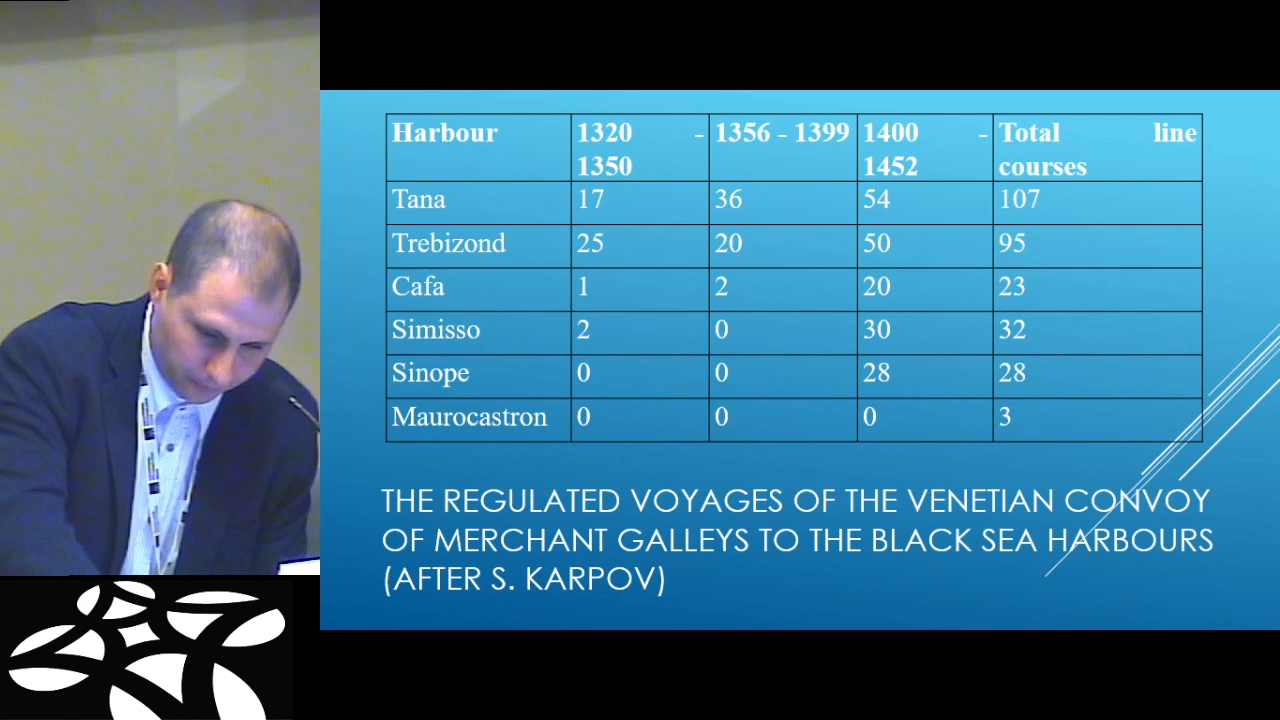 Harbour 1320 - 1350 1356 - 1399 1400 - 1452 Total line courses
Tana 17 36 54 107
Trebizond 25 20 50 95
Cafa 1 2 20 23
Simisso 2 0 30 32
Sinope 0 0 28 28
Maurocastron 0 0 0 3
THE REGULATED VOYAGES OF THE VENETIAN CONVOY
OF MERCHANT GALLEYS TO THE BLACK SEA HARBOURS
(AFTER S. KARPOV)